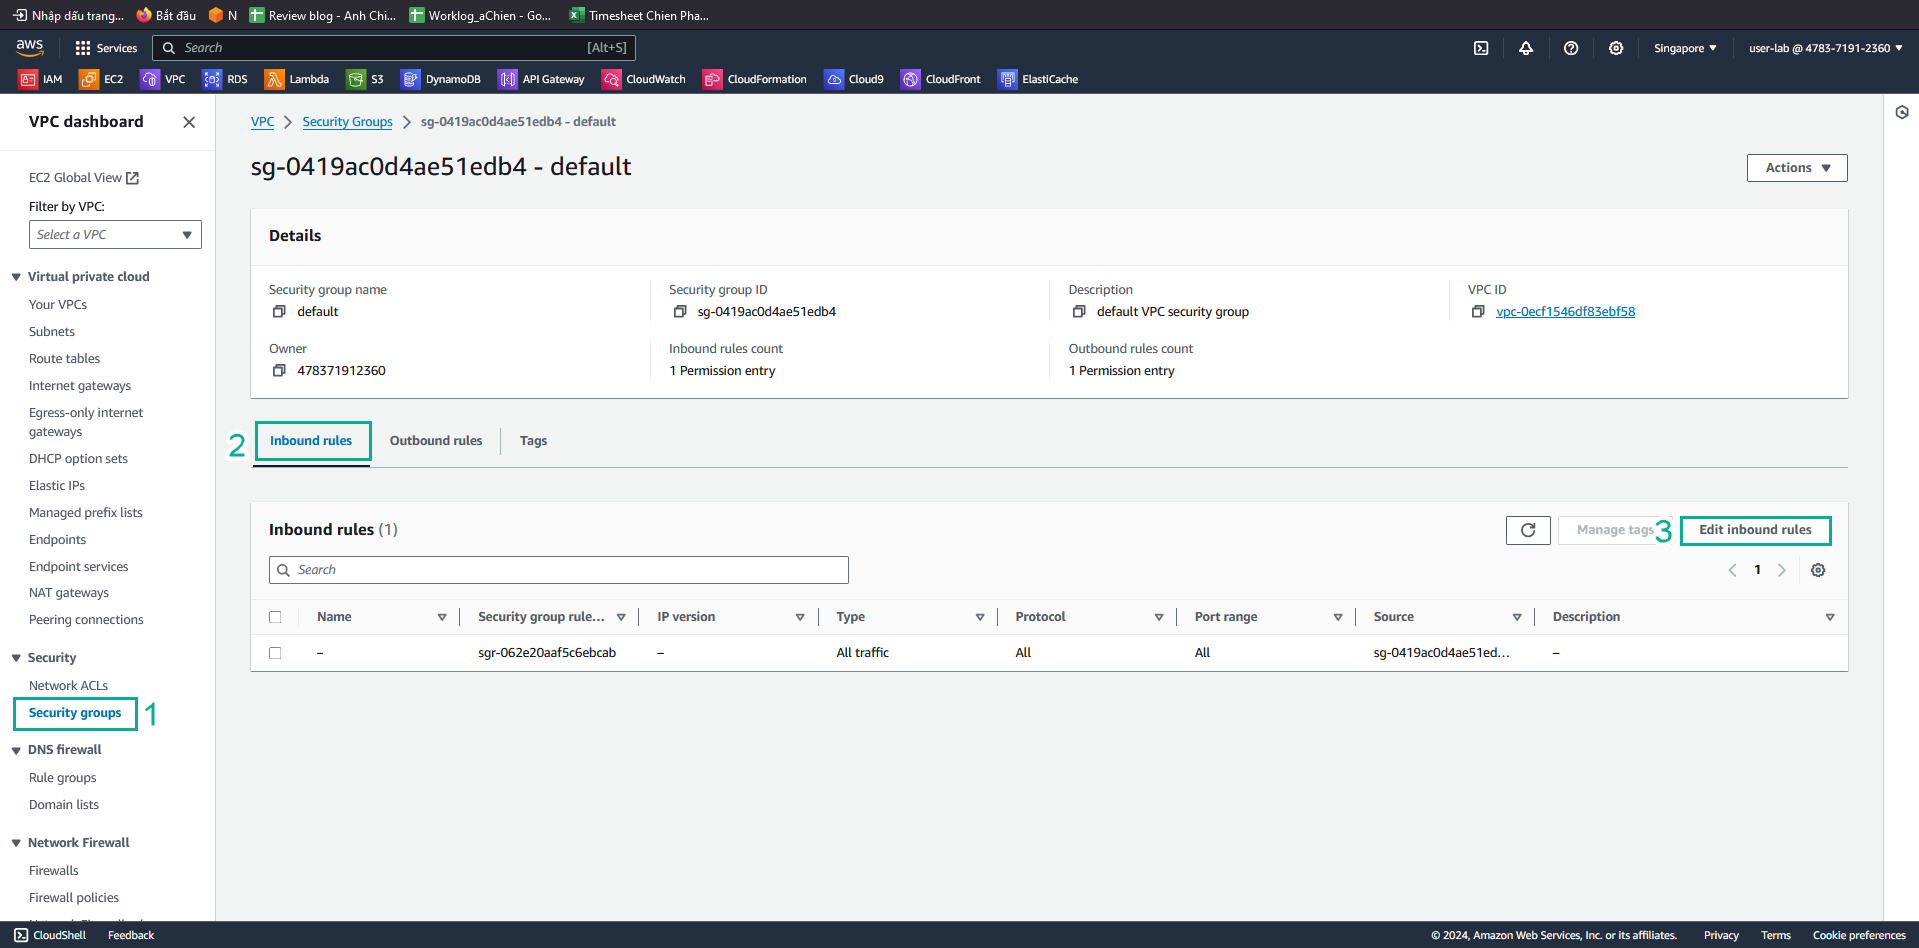 Nhập dấu trang...
Bắt đầu
N
Review blog - Anh Chi...
Worklog_aChien - Go...
Timesheet Chien Pha...
aws
Services
Search
[Alt+S]
Singapore
user-lab @ 4783-7191-2360
IAM
EC2
VPC
RDS
Lambda
S3
DynamoDB
API Gateway
CloudWatch
CloudFormation
Cloud9
CloudFront
ElastiCache
VPC dashboard
EC2 Global View
Filter by VPC:
Select a VPC
Virtual private cloud
Your VPCs
Subnets
Route tables
Internet gateways
Egress-only internet
gateways
DHCP option sets
Elastic IPs
Managed prefix lists
Endpoints
Endpoint services
NAT gateways
Peering connections
Security
Network ACLs
Security groups
1
DNS firewall
Rule groups
Domain lists
Network Firewall
Firewalls
Firewall policies
VPC > Security Groups > sg-0419ac0d4ae51edb4 - default
sg-0419ac0d4ae51edb4 - default
Actions
Details
Security group name
default
Security group ID
sg-0419ac0d4ae51edb4
Description
default VPC security group
VPC ID
vpc-0ecf1546df83ebf58
Owner
478371912360
Inbound rules count
1 Permission entry
Outbound rules count
1 Permission entry
2
Inbound rules
Outbound rules
Tags
Inbound rules (1)
Manage tags
3
Edit inbound rules
Search
1
Name
Security group rule...
IP version
Type
Protocol
Port range
Source
Description
–
sgr-062e20aaf5c6ebcab
–
All traffic
All
All
sg-0419ac0d4ae51ed...
–
CloudShell
Feedback
© 2024, Amazon Web Services, Inc. or its affiliates.
Privacy
Terms
Cookie preferences